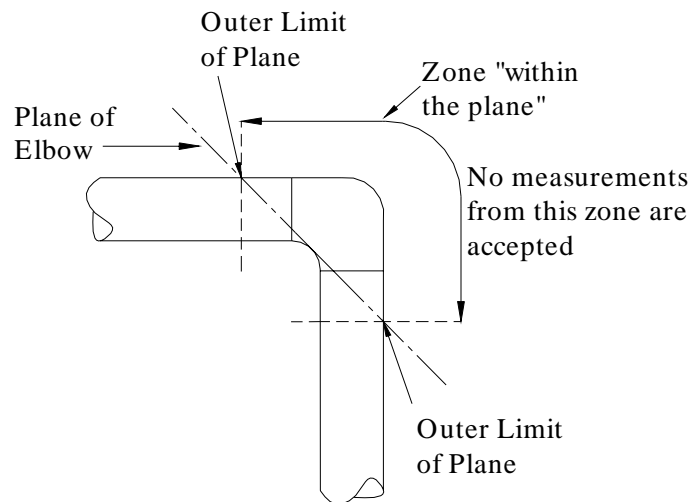 Outer Limit
of Plane
Zone "within
the plane"
Plane of
Elbow
No measurements
from this zone are
accepted
Outer Limit
of Plane